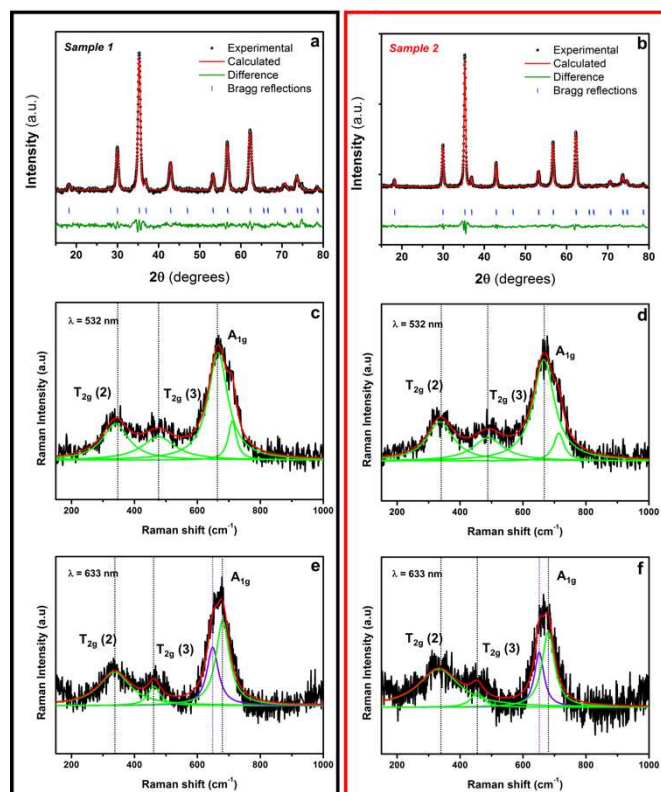 Sample 1
a
Experimental
Calculated
Difference
Bragg reflections
Intensity (a.u.)
20 30 40 50 60 70 80
2θ (degrees)
Sample 2
b
Experimental
Calculated
Difference
Bragg reflections
Intensity (a.u.)
20 30 40 50 60 70 80
2θ (degrees)
c
λ = 532 nm
A1g
T2g (2)
T2g (3)
Raman Intensity (a.u)
200 400 600 800 1000
Raman shift (cm-1)
d
λ = 532 nm
A1g
T2g (2)
T2g (3)
Raman Intensity (a.u)
200 400 600 800 1000
Raman shift (cm-1)
e
λ = 633 nm
A1g
T2g (2)
T2g (3)
Raman Intensity (a.u)
200 400 600 800 1000
Raman shift (cm-1)
f
λ = 633 nm
A1g
T2g (2)
T2g (3)
Raman Intensity (a.u)
200 400 600 800 1000
Raman shift (cm-1)